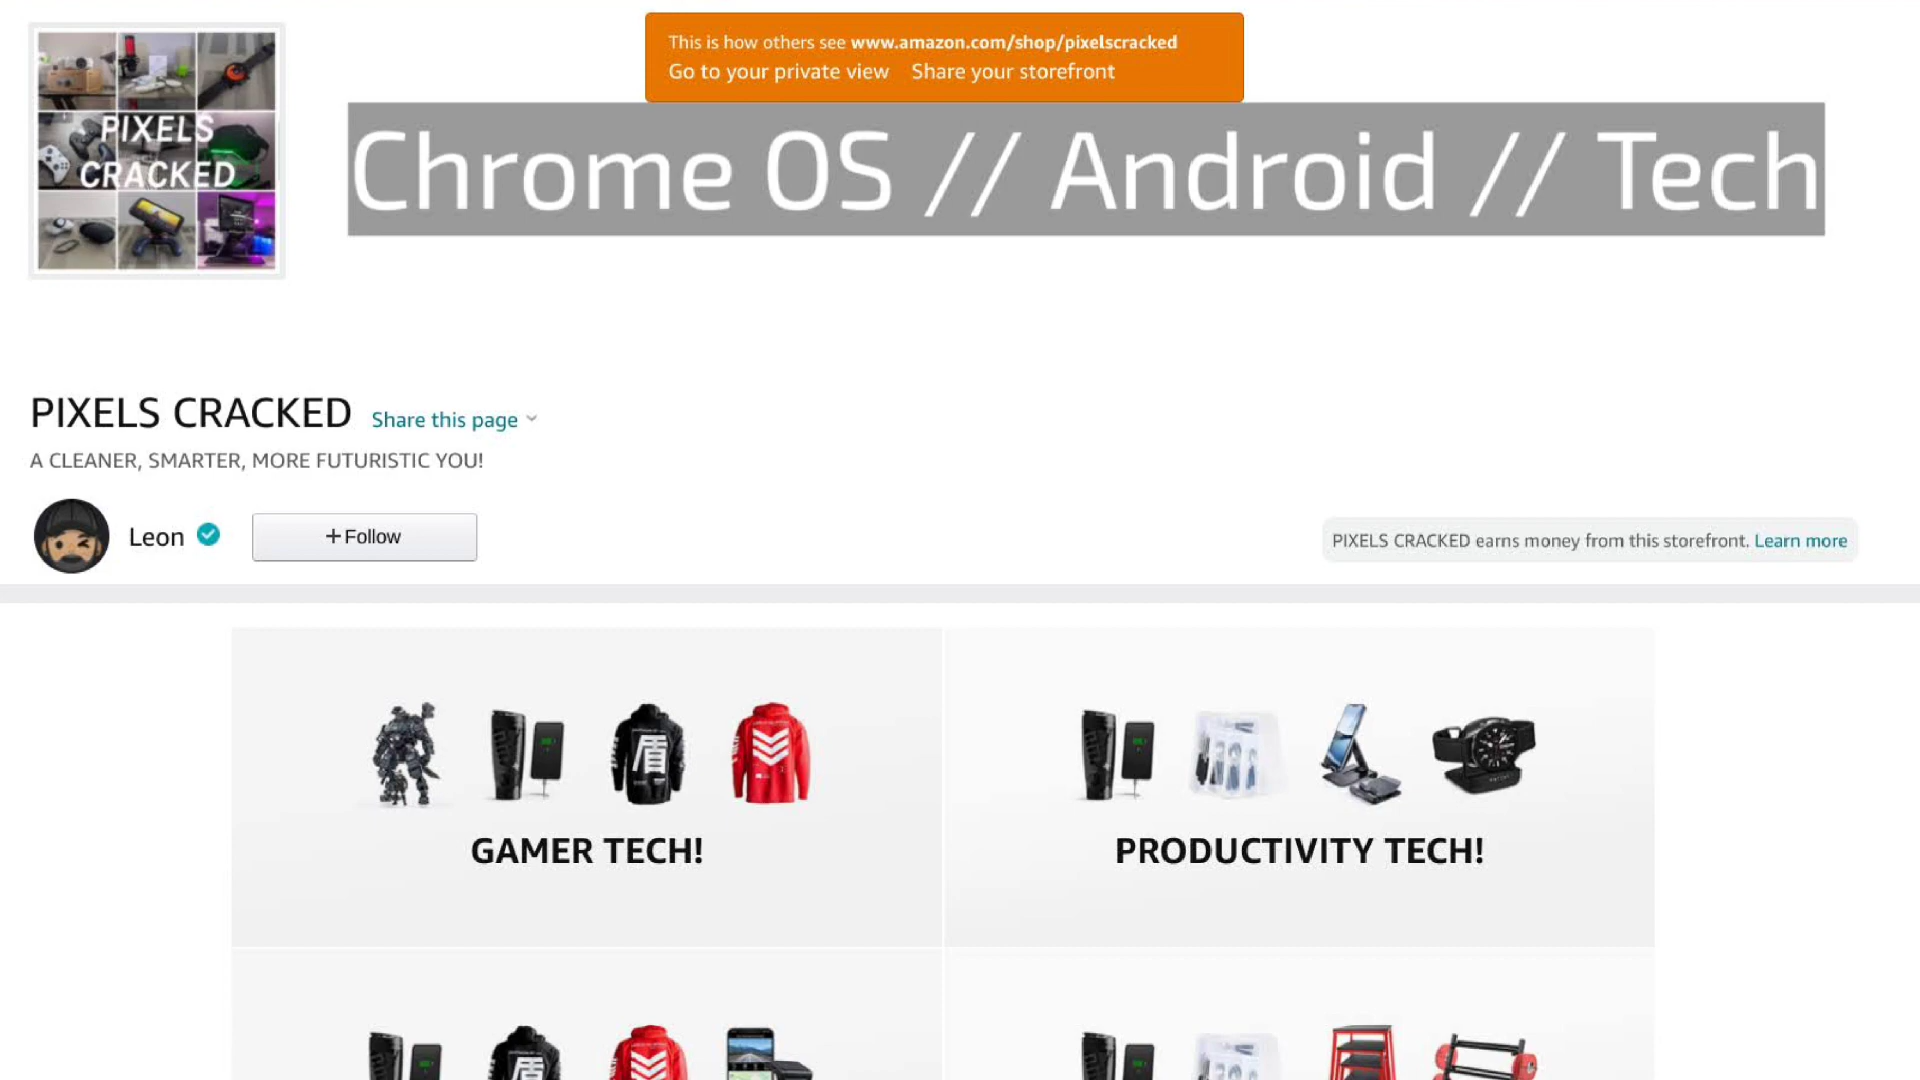 This is how others see www.amazon.com/shop/pixelscracked
Go to your private view Share your storefront
PIXELS
CRACKED
Chrome OS // Android // Tech
PIXELS CRACKED Share this page
A CLEANER, SMARTER, MORE FUTURISTIC YOU!
Leon
+Follow
PIXELS CRACKED earns money from this storefront. Learn more
盾
GAMER TECH!
PRODUCTIVITY TECH!
盾